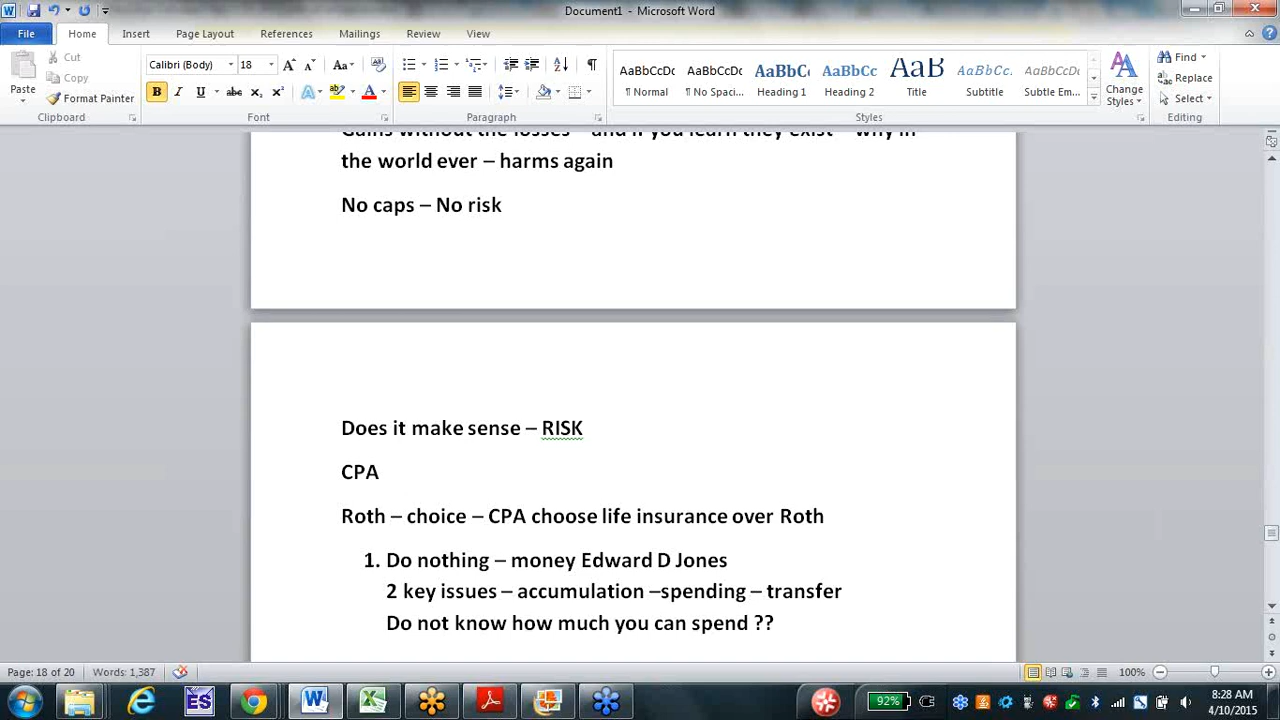 Document1 - Microsoft Word
File Home Insert Page Layout References Mailings Review View
Cut
Copy
Format Painter
Paste
Clipboard
Calibri (Body) 18
Font
Paragraph
AaBbCcDc AaBbCcDc AaBbCc AaBbCc AaB AaBbCc. AaBbCcDc
¶ Normal ¶ No Spaci... Heading 1 Heading 2 Title Subtitle Subtle Em...
Change Styles
Styles
Find
Replace
Select
Editing
Gains without the losses – and if you learn they exist – why in
the world ever – harms again
No caps – No risk
Does it make sense – RISK
CPA
Roth – choice – CPA choose life insurance over Roth
1. Do nothing – money Edward D Jones
2 key issues – accumulation –spending – transfer
Do not know how much you can spend ??
Page: 18 of 20 Words: 1,387 100%
ES 92% 8:28 AM
4/10/2015